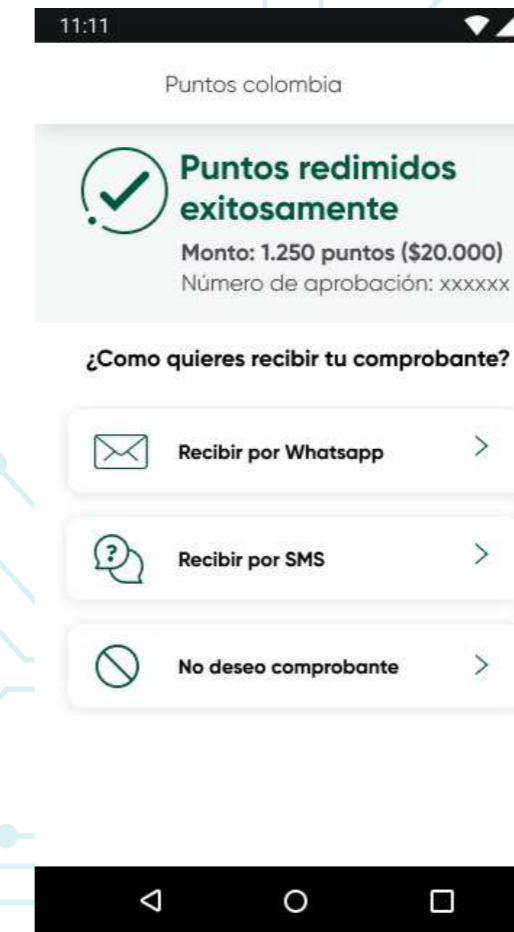 11:11
Puntos colombia
Puntos redimidos
exitosamente
Monto: 1.250 puntos ($20.000)
Número de aprobación: xxxxxx
¿Como quieres recibir tu comprobante?
Recibir por Whatsapp
?
Recibir por SMS
No deseo comprobante